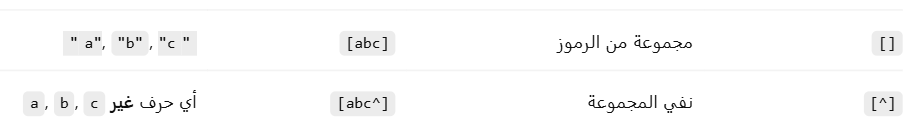 [] مجموعة من الرموز [abc] "a ", "b", "c "
[^] نفي المجموعة [abc^] أي حرف غير a, b, c